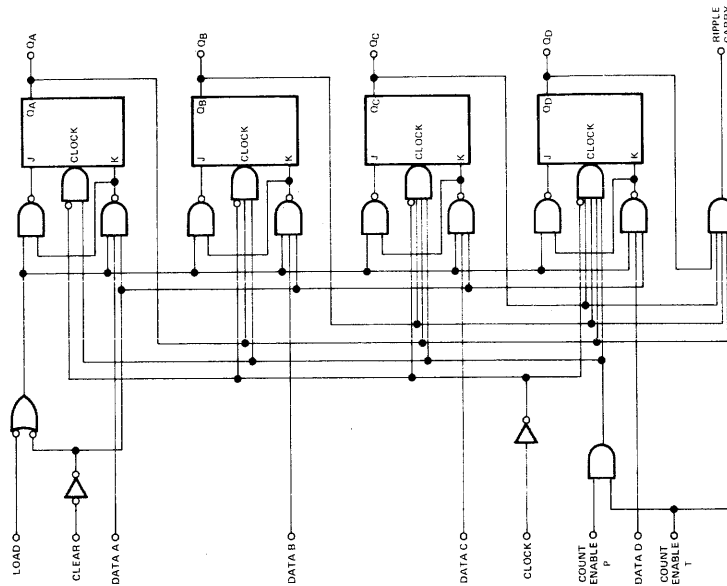 QA
QB
QC
QD
RIPPLE
CARRY
QA
J
CLOCK
K
QB
J
CLOCK
K
QC
J
CLOCK
K
QD
J
CLOCK
K
LOAD
CLEAR
DATA A
DATA B
DATA C
CLOCK
COUNT
ENABLE
P
DATA D
COUNT
ENABLE
T